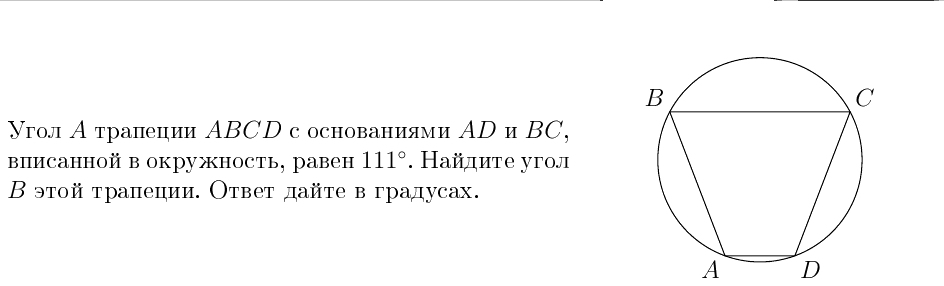 Угол A трапеции ABCD с основаниями AD и BC,
вписанной в окружность, равен 111°. Найдите угол
B этой трапеции. Ответ дайте в градусах.
B
C
A
D